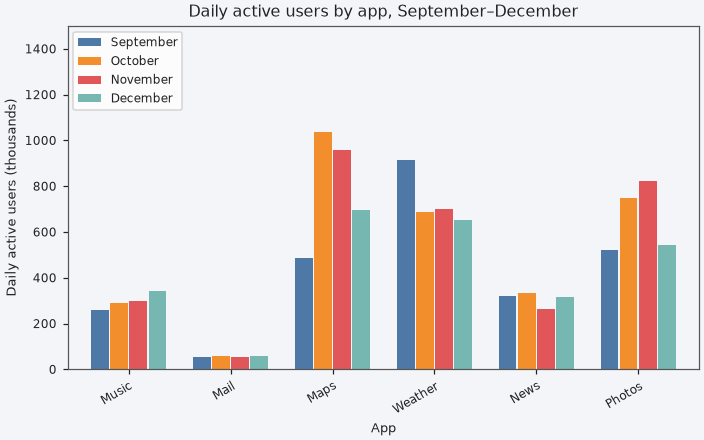 Daily active users by app, September–December
September
October
November
December
Daily active users (thousands)
1400
1200
1000
800
600
400
200
0
Music
Mail
Maps
Weather
News
Photos
App